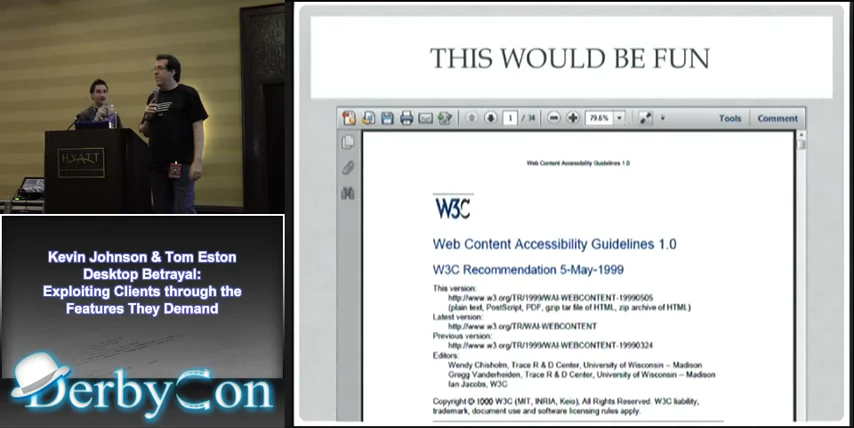 THIS WOULD BE FUN
1 / 34 79.6% Tools Comment
Web Content Accessibility Guidelines 1.0
W3C
Web Content Accessibility Guidelines 1.0
W3C Recommendation 5-May-1999
This version:
http://www.w3.org/TR/1999/WAI-WEBCONTENT-19990505
(plain text, PostScript, PDF, gzip tar file of HTML, zip archive of HTML)
Latest version:
http://www.w3.org/TR/WAI-WEBCONTENT
Previous version:
http://www.w3.org/TR/1999/WAI-WEBCONTENT-19990324
Editors:
Wendy Chisholm, Trace R & D Center, University of Wisconsin -- Madison
Gregg Vanderheiden, Trace R & D Center, University of Wisconsin -- Madison
Ian Jacobs, W3C
Copyright © 1999 W3C (MIT, INRIA, Keio), All Rights Reserved. W3C liability,
trademark, document use and software licensing rules apply.
HYATT
Kevin Johnson & Tom Eston
Desktop Betrayal:
Exploiting Clients through the
Features They Demand
DerbyCon